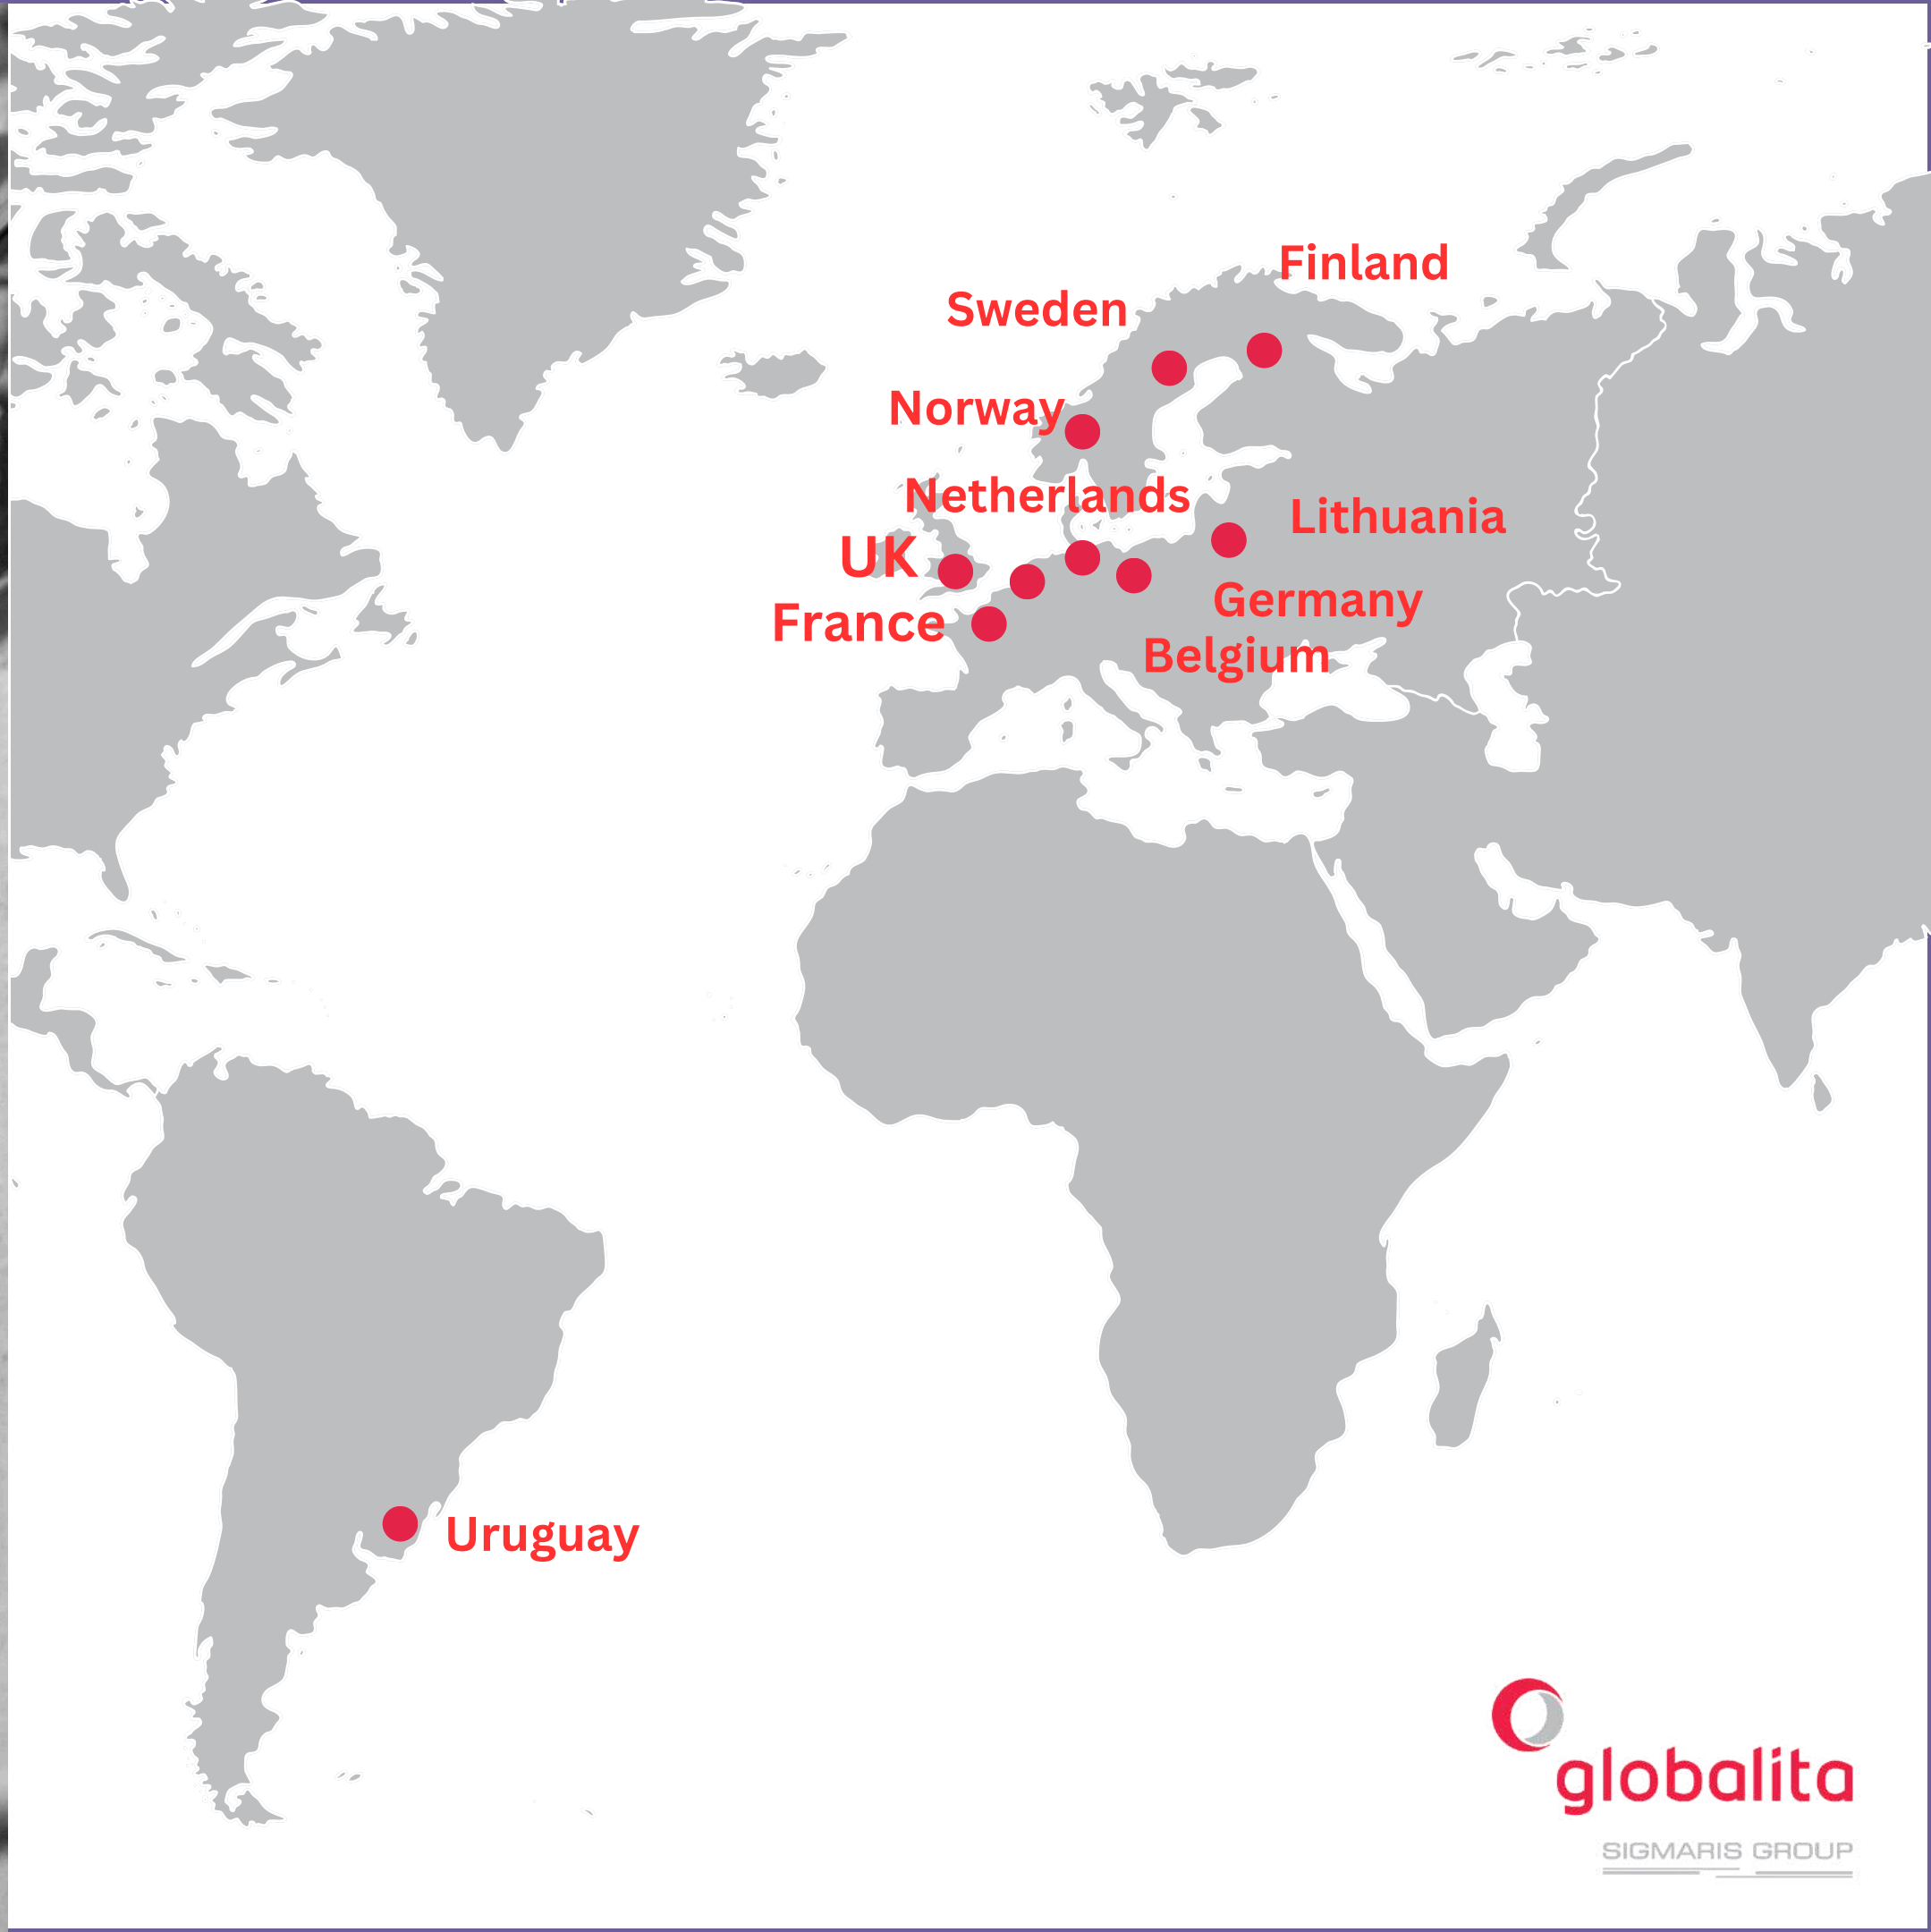 Finland
Sweden
Norway
Netherlands
Lithuania
UK
Germany
France
Belgium
Uruguay
globalita
SIGMARIS GROUP